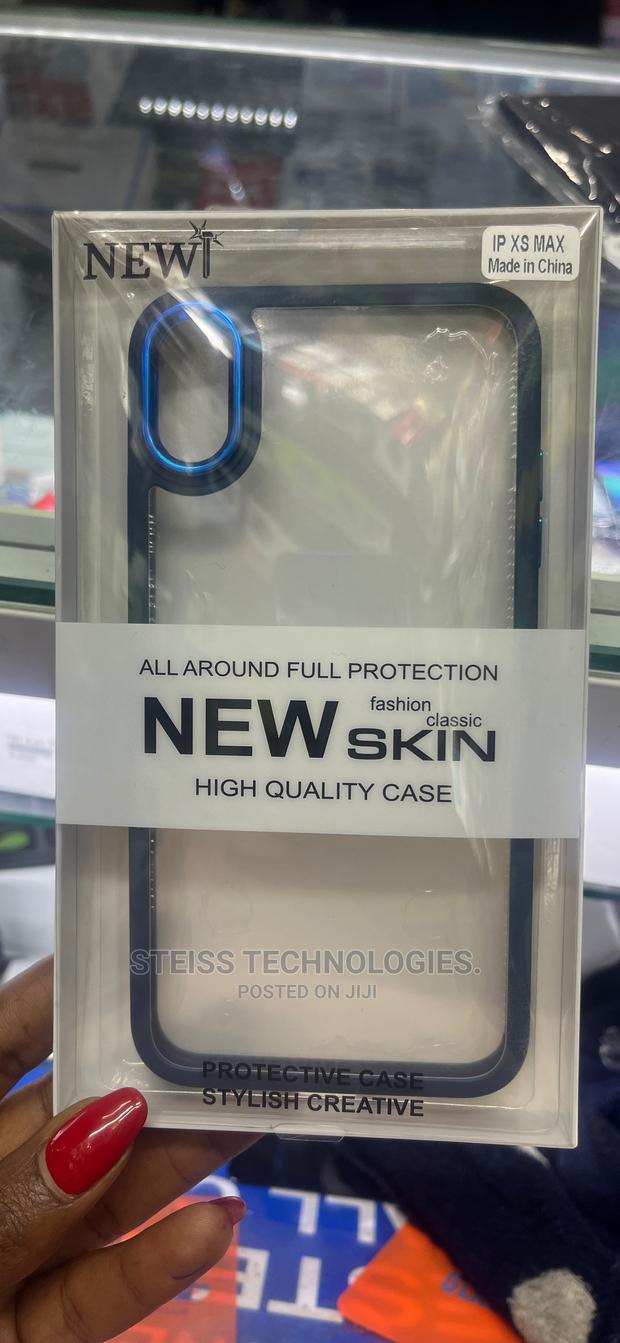 NEW
IP XS MAX
Made in China
ALL AROUND FULL PROTECTION
NEW fashion
classic
SKIN
HIGH QUALITY CASE
STEISS TECHNOLOGIES.
POSTED ON JIJI
PROTECTIVE CASE
STYLISH CREATIVE